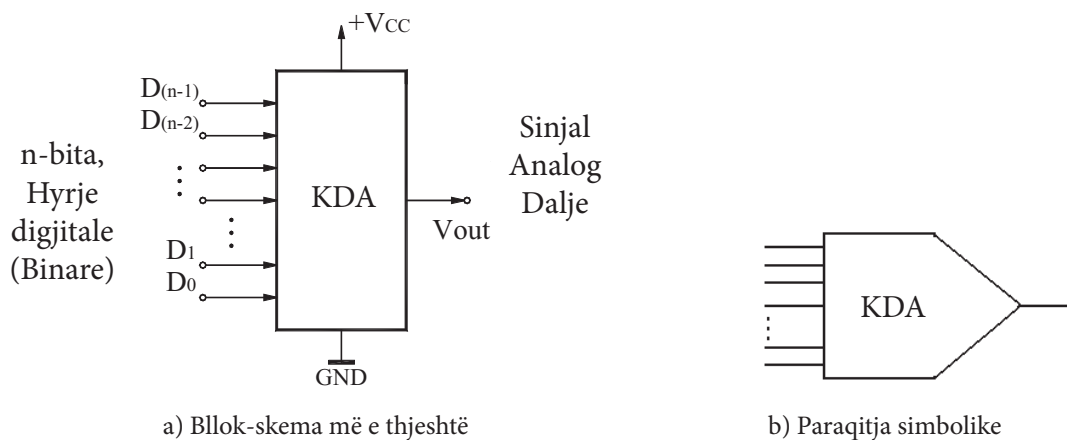 +VCC
D(n-1)
D(n-2)
n-bita,
Hyrje
digjitale
(Binare)
D1
D0
KDA
Sinjal
Analog
Dalje
Vout
GND
a) Bllok-skema më e thjeshtë
KDA
b) Paraqitja simbolike